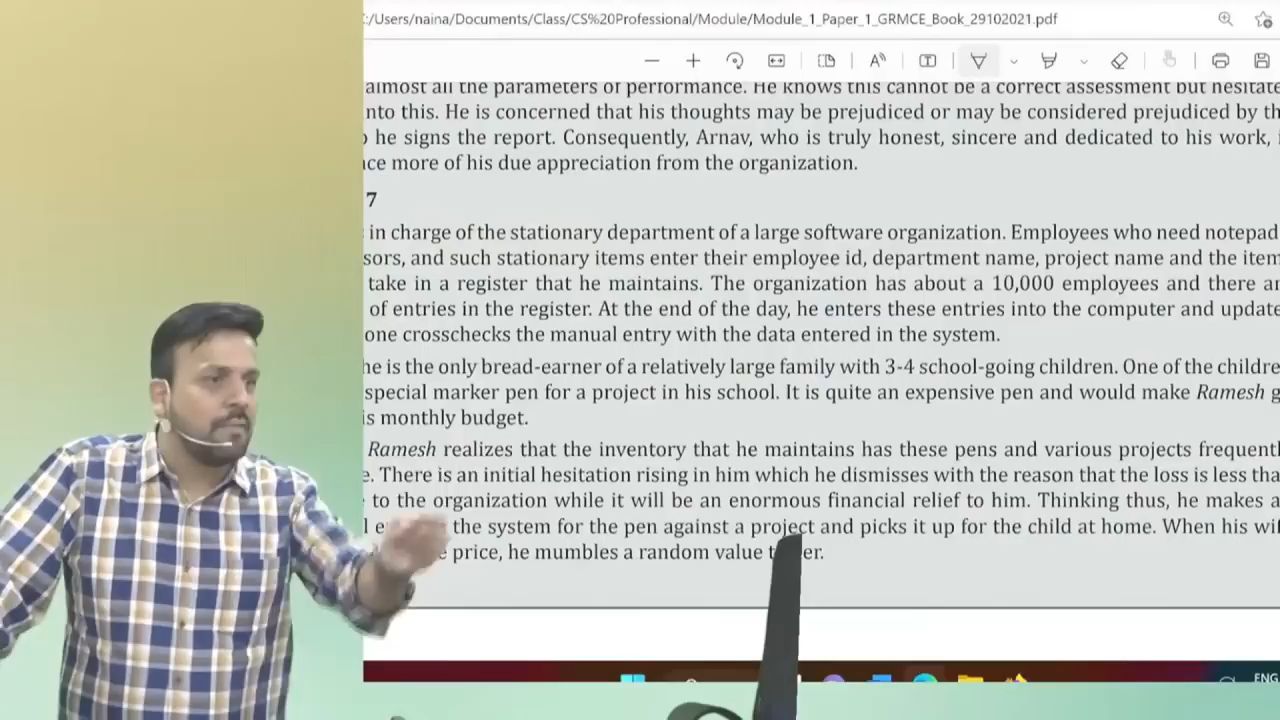 :/Users/naina/Documents/Class/CS%20Professional/Module/Module_1_Paper_1_GRMCE_Book_29102021.pdf
almost all the parameters of performance. He knows this cannot be a correct assessment but hesitate
nto this. He is concerned that his thoughts may be prejudiced or may be considered prejudiced by th
he signs the report. Consequently, Arnav, who is truly honest, sincere and dedicated to his work,
ce more of his due appreciation from the organization.
7
in charge of the stationary department of a large software organization. Employees who need notepad
sors, and such stationary items enter their employee id, department name, project name and the item
take in a register that he maintains. The organization has about a 10,000 employees and there ar
of entries in the register. At the end of the day, he enters these entries into the computer and update
one crosschecks the manual entry with the data entered in the system.
he is the only bread-earner of a relatively large family with 3-4 school-going children. One of the childre
special marker pen for a project in his school. It is quite an expensive pen and would make Ramesh g
is monthly budget.
Ramesh realizes that the inventory that he maintains has these pens and various projects frequentl
e. There is an initial hesitation rising in him which he dismisses with the reason that the loss is less tha
to the organization while it will be an enormous financial relief to him. Thinking thus, he makes a
the system for the pen against a project and picks it up for the child at home. When his wif
price, he mumbles a random value
ENG